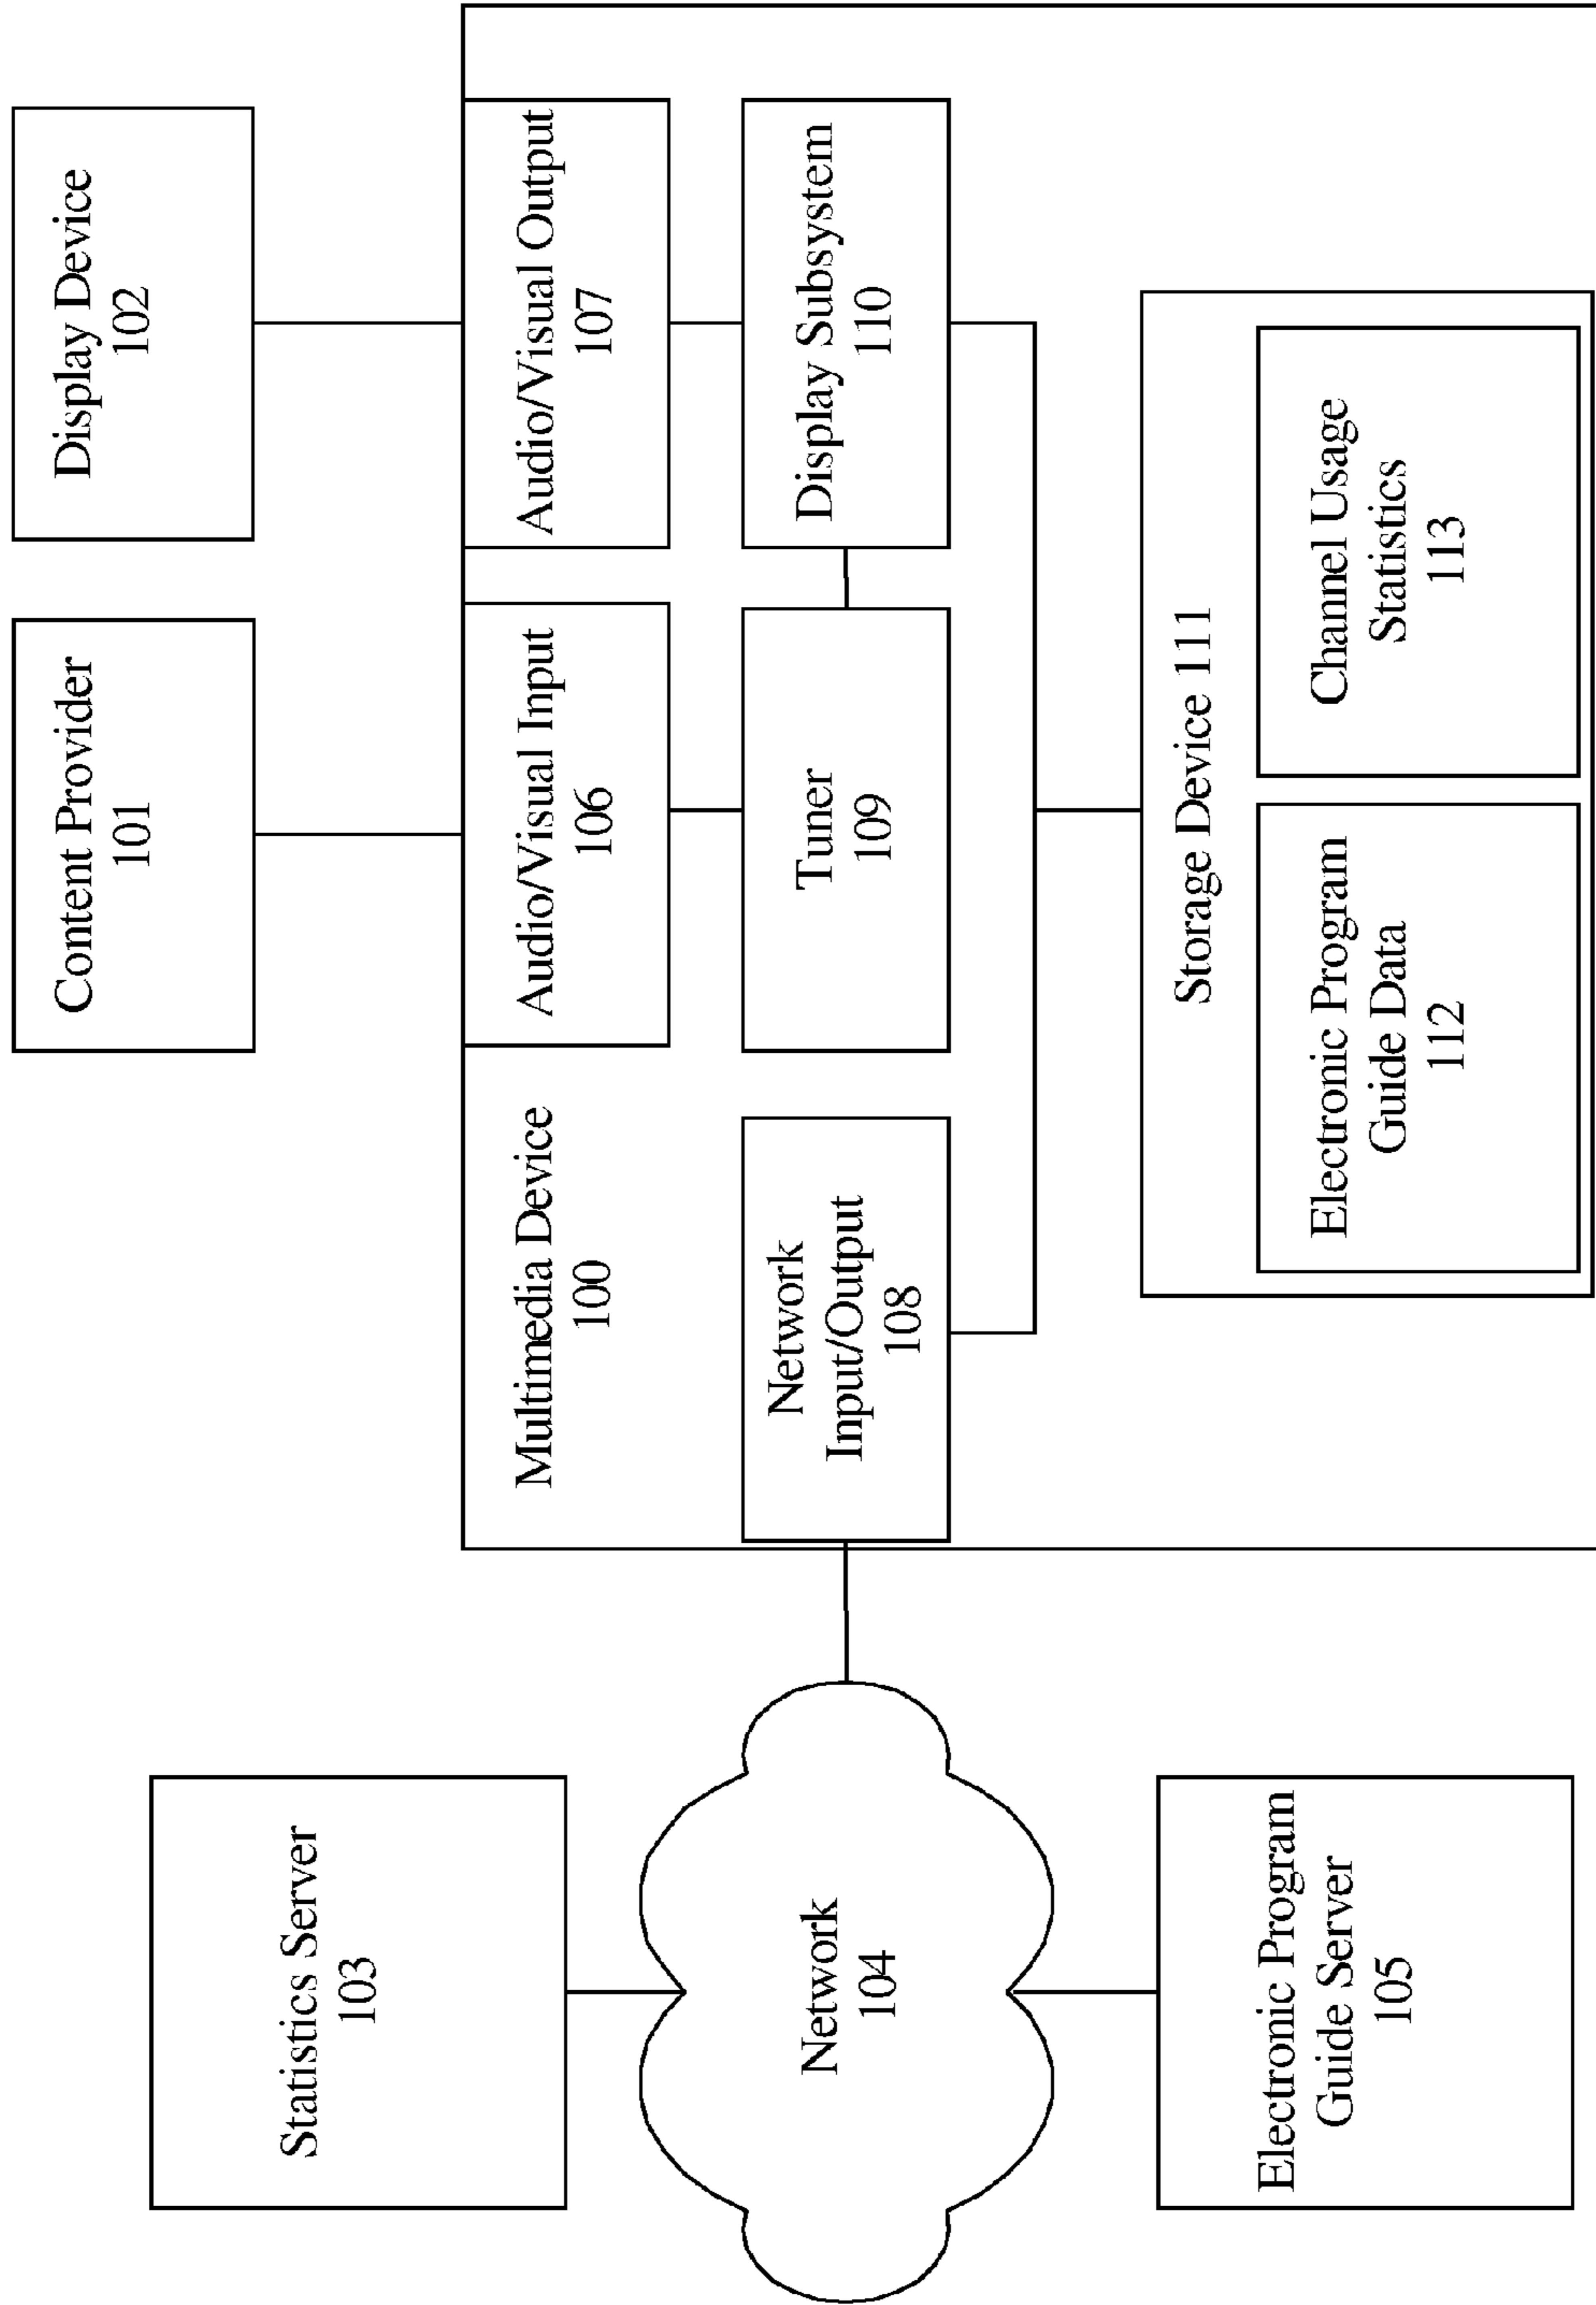 Statistics Server
103
Network
104
Electronic Program
Guide Server
105
Content Provider
101
Display Device
102
Multimedia Device
100
Audio/Visual Input
106
Audio/Visual Output
107
Network
Input/Output
108
Tuner
109
Display Subsystem
110
Storage Device 111
Electronic Program
Guide Data
112
Channel Usage
Statistics
113